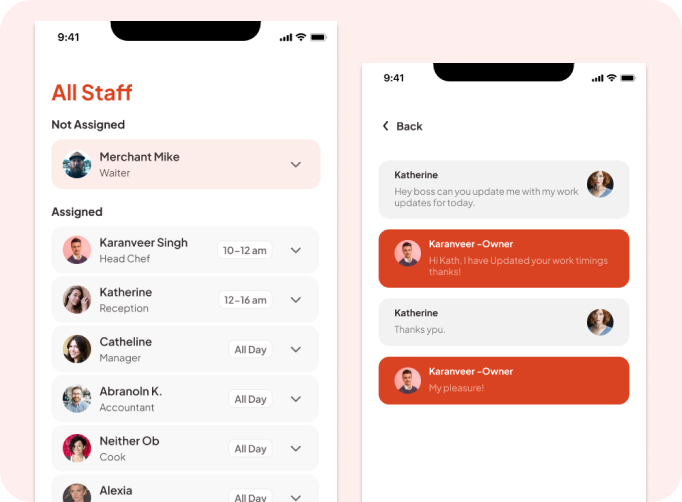 9:41
All Staff
Not Assigned
Merchant Mike
Waiter
Assigned
Karanveer Singh
Head Chef
10-12 am
Katherine
Reception
12-16 am
Catheline
Manager
All Day
Abranoln K.
Accountant
All Day
Neither Ob
Cook
All Day
Alexia
All Day
9:41
Back
Katherine
Hey boss can you update me with my work
updates for today.
Karanveer -Owner
Hi Kath, I have Updated your work timings
thanks!
Katherine
Thanks ypu.
Karanveer -Owner
My pleasure!